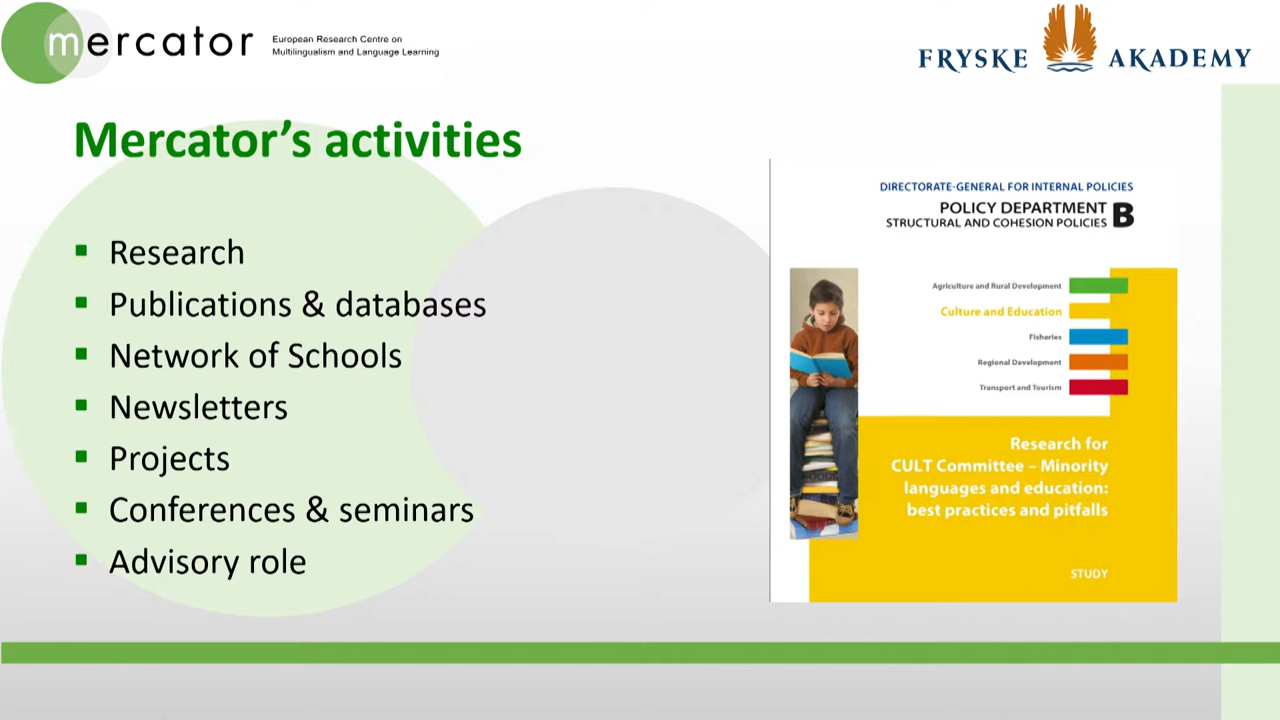 mercator
European Research Centre on
Multilingualism and Language Learning
FRYSKE AKADEMY
Mercator's activities
Research
Publications & databases
Network of Schools
Newsletters
Projects
Conferences & seminars
Advisory role
DIRECTORATE-GENERAL FOR INTERNAL POLICIES
POLICY DEPARTMENT B
STRUCTURAL AND COHESION POLICIES
Agriculture and Rural Development
Culture and Education
Fisheries
Regional Development
Transport and Tourism
Research for
CULT Committee – Minority
languages and education:
best practices and pitfalls
STUDY